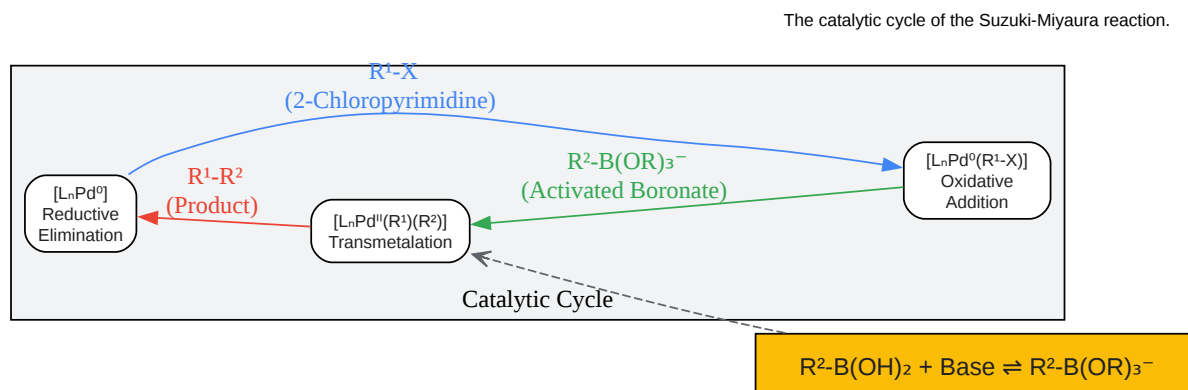 The catalytic cycle of the Suzuki-Miyaura reaction.
R¹-X
(2-Chloropyrimidine)
[LₙPd⁰(R¹-X)]
Oxidative
Addition
R²-B(OR)₃⁻
(Activated Boronate)
R¹-R²
(Product)
[LₙPd⁰]
Reductive
Elimination
[LₙPdᴵᴵ(R¹)(R²)]
Transmetalation
Catalytic Cycle
R²-B(OH)₂ + Base ⇌ R²-B(OR)₃⁻